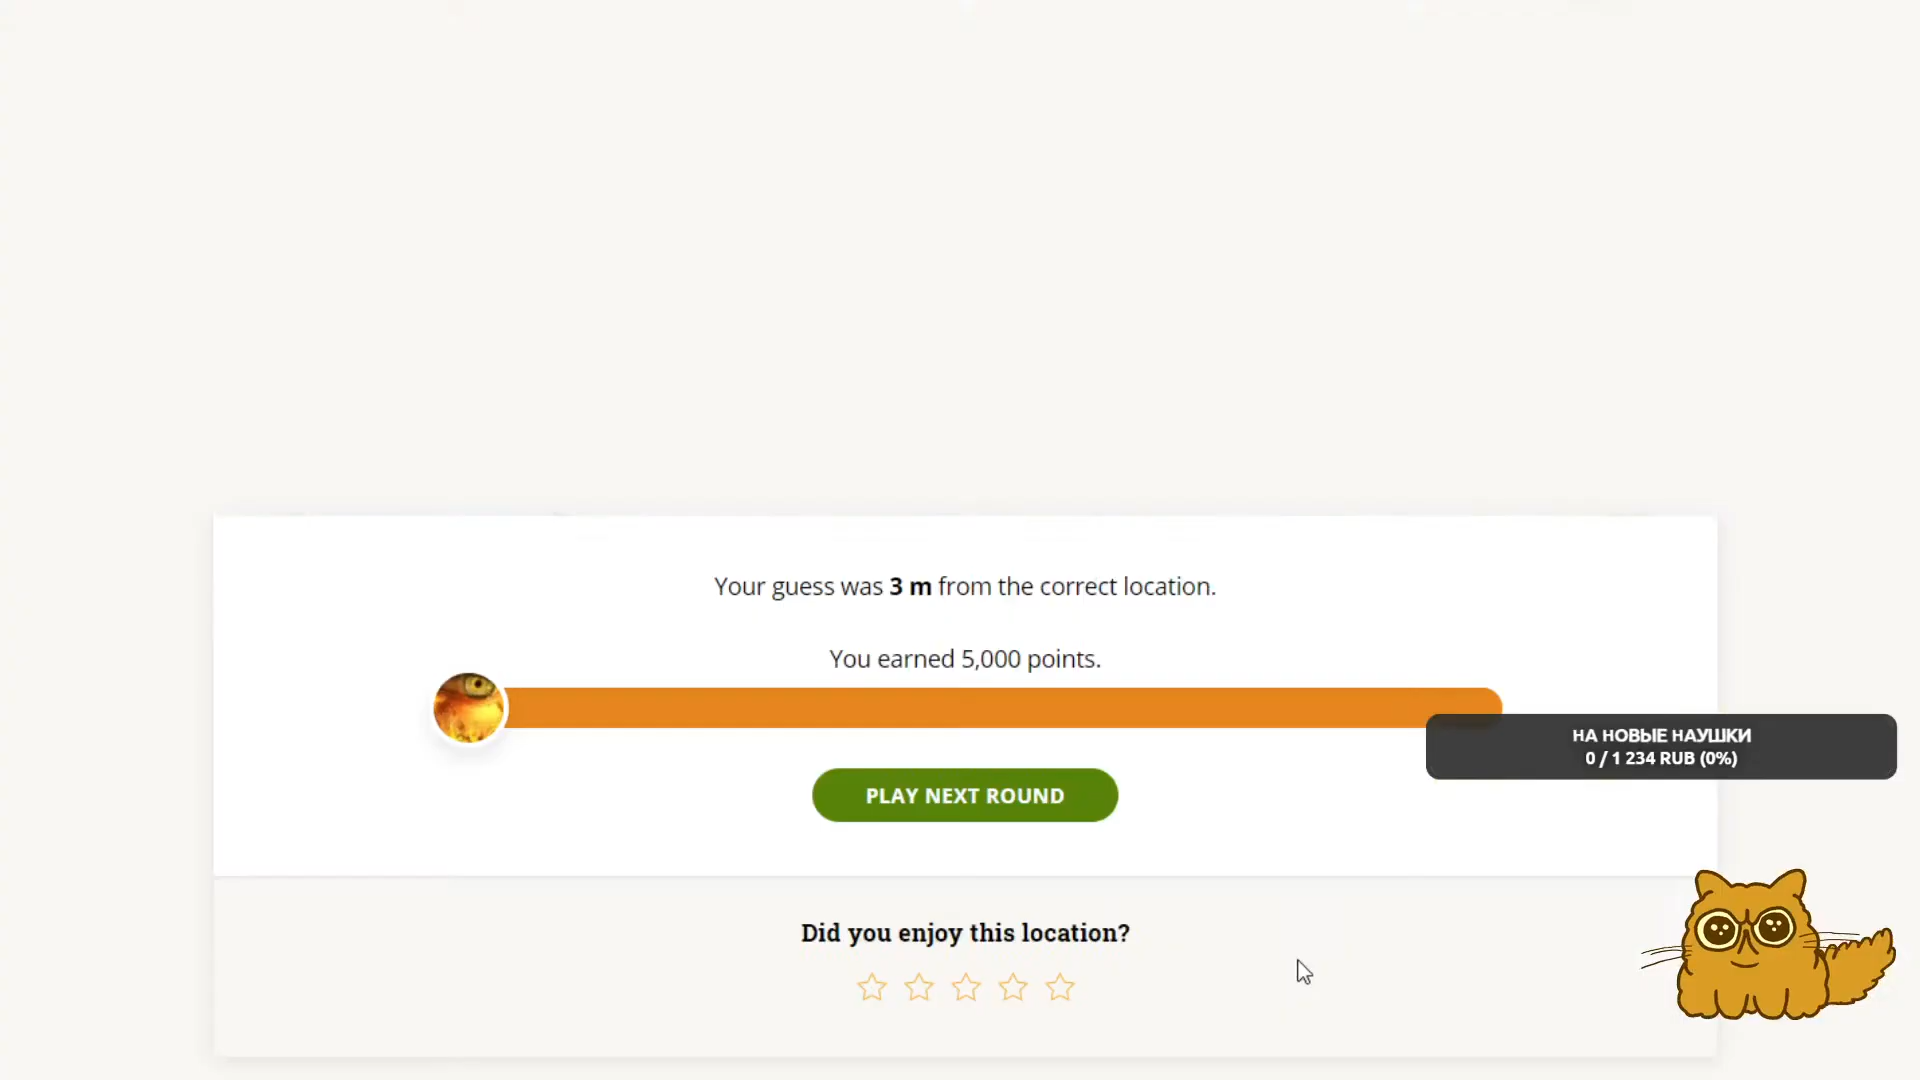 Your guess was 3 m from the correct location.
You earned 5,000 points.
НА НОВЫЕ НАУШКИ
0 / 1 234 RUB (0%)
PLAY NEXT ROUND
Did you enjoy this location?